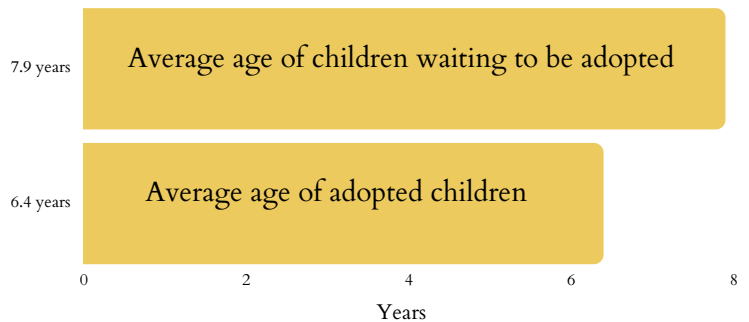 7.9 years
Average age of children waiting to be adopted
6.4 years
Average age of adopted children
0 2 4 6 8
Years